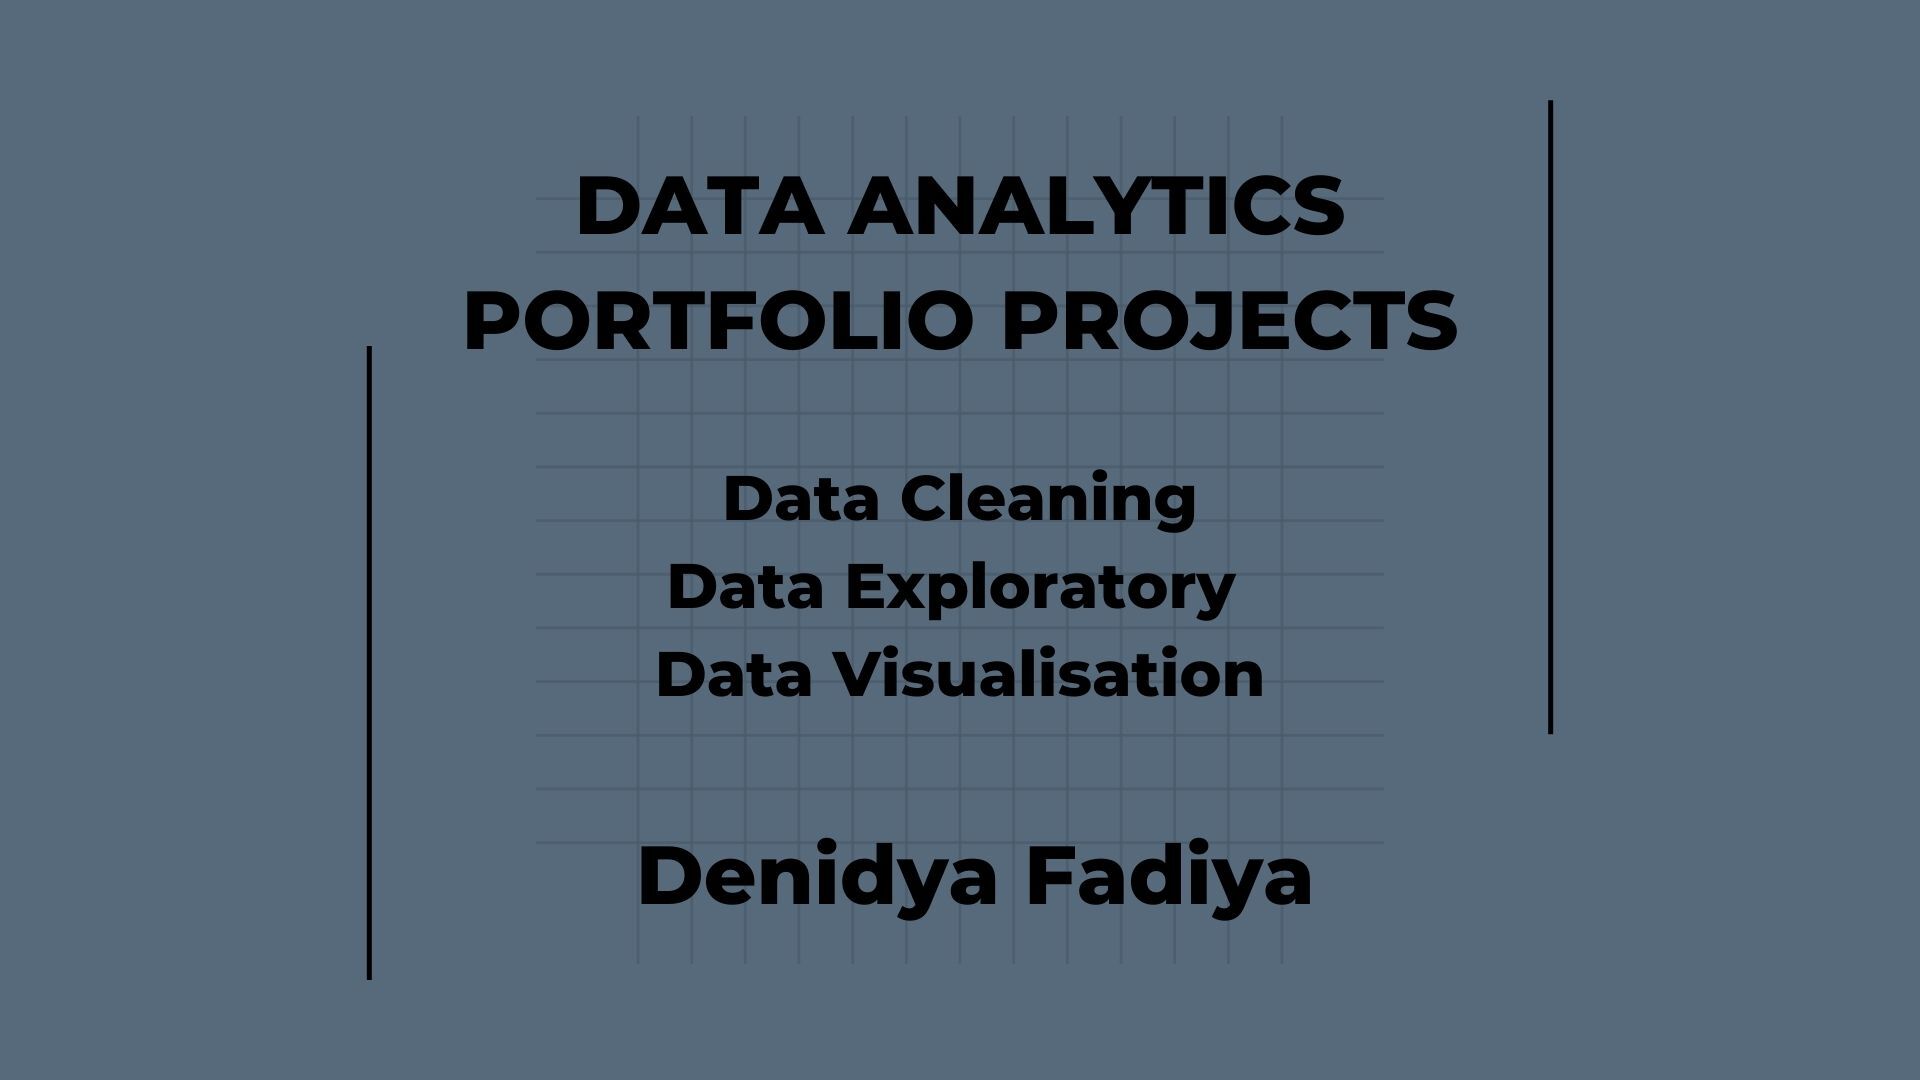 DATA ANALYTICS
PORTFOLIO PROJECTS
Data Cleaning
Data Exploratory
Data Visualisation
Denidya Fadiya